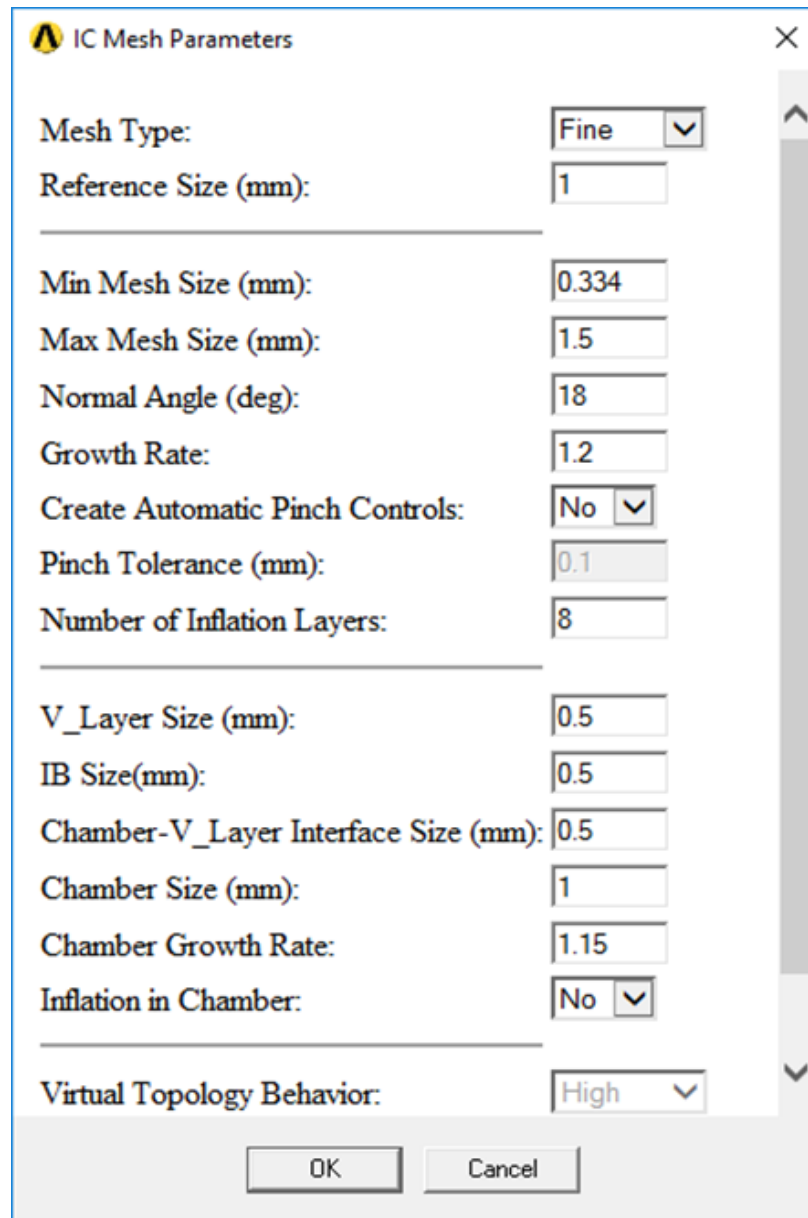 IC Mesh Parameters
Mesh Type: Fine
Reference Size (mm): 1
Min Mesh Size (mm): 0.334
Max Mesh Size (mm): 1.5
Normal Angle (deg): 18
Growth Rate: 1.2
Create Automatic Pinch Controls: No
Pinch Tolerance (mm): 0.1
Number of Inflation Layers: 8
V_Layer Size (mm): 0.5
IB Size(mm): 0.5
Chamber-V_Layer Interface Size (mm): 0.5
Chamber Size (mm): 1
Chamber Growth Rate: 1.15
Inflation in Chamber: No
Virtual Topology Behavior: High
OK Cancel